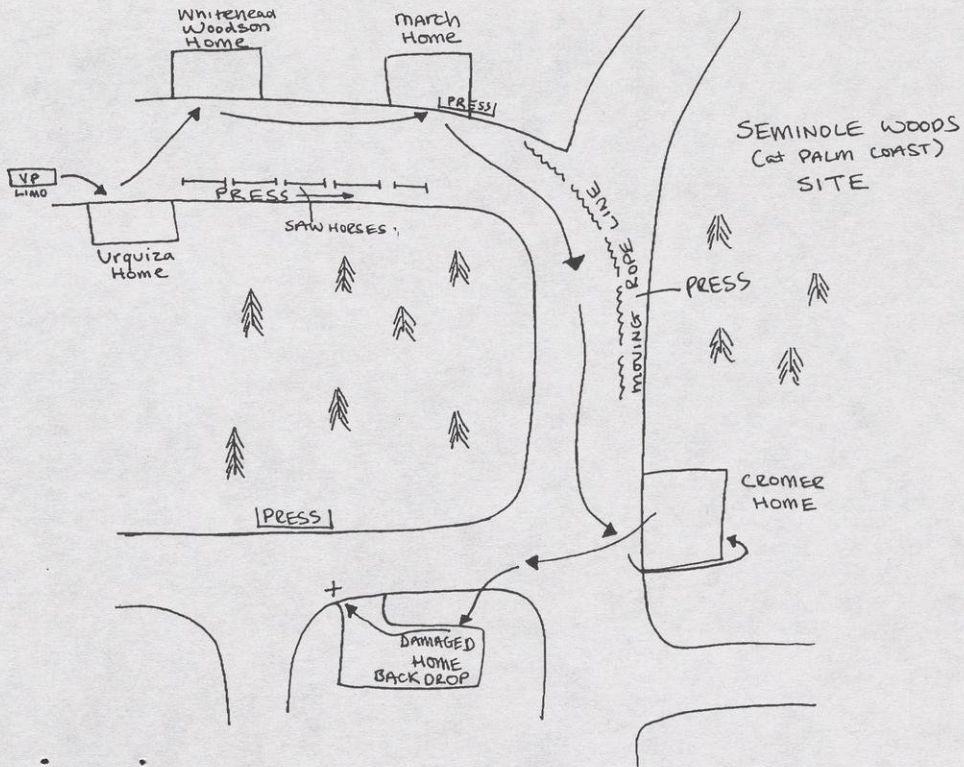 Whitehead
Woodson
Home
March
Home
PRESS
SEMINOLE WOODS
(at PALM COAST)
SITE
VP
LIMO
PRESS
SAW HORSES
Urquiza
Home
MOVING ROPE LINE
PRESS
CROMER
HOME
PRESS
DAMAGED
HOME
BACKDROP